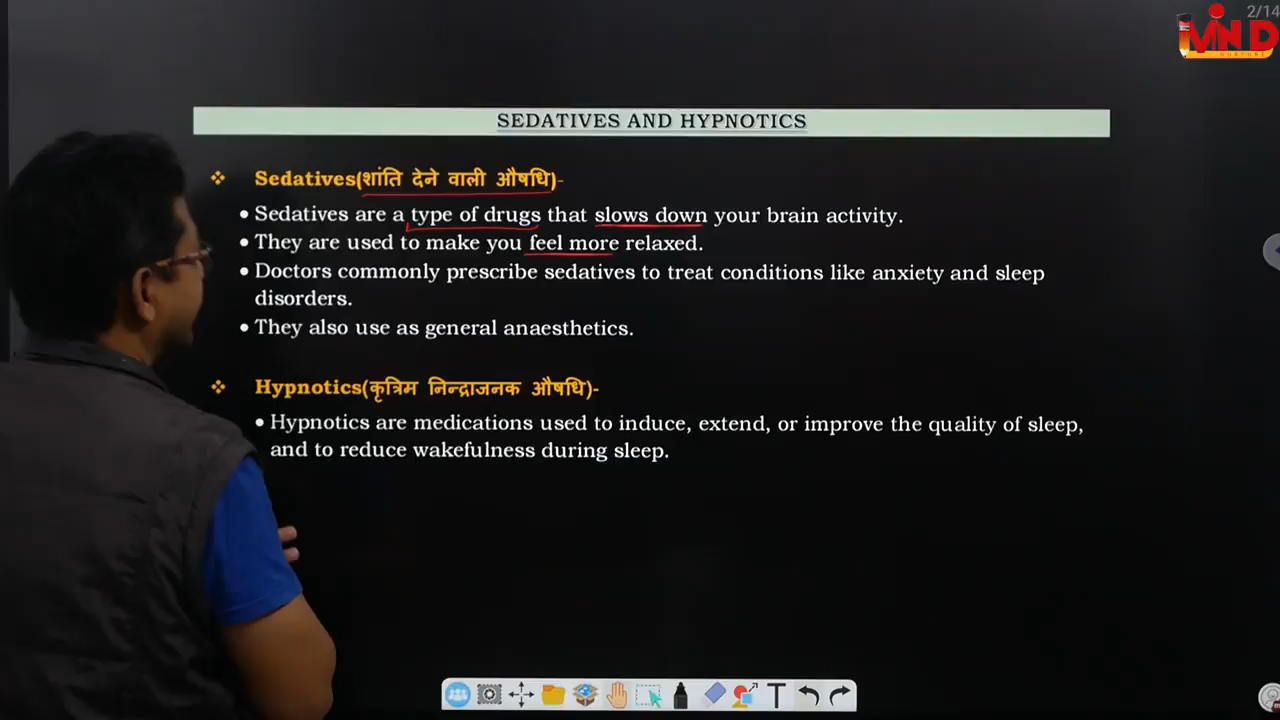 2/14
MIND
NURTURE
SEDATIVES AND HYPNOTICS
❖ Sedatives(शांति देने वाली औषधि)-
• Sedatives are a type of drugs that slows down your brain activity.
• They are used to make you feel more relaxed.
• Doctors commonly prescribe sedatives to treat conditions like anxiety and sleep
disorders.
• They also use as general anaesthetics.
❖ Hypnotics(कृत्रिम निन्द्राजनक औषधि)-
• Hypnotics are medications used to induce, extend, or improve the quality of sleep,
and to reduce wakefulness during sleep.
T